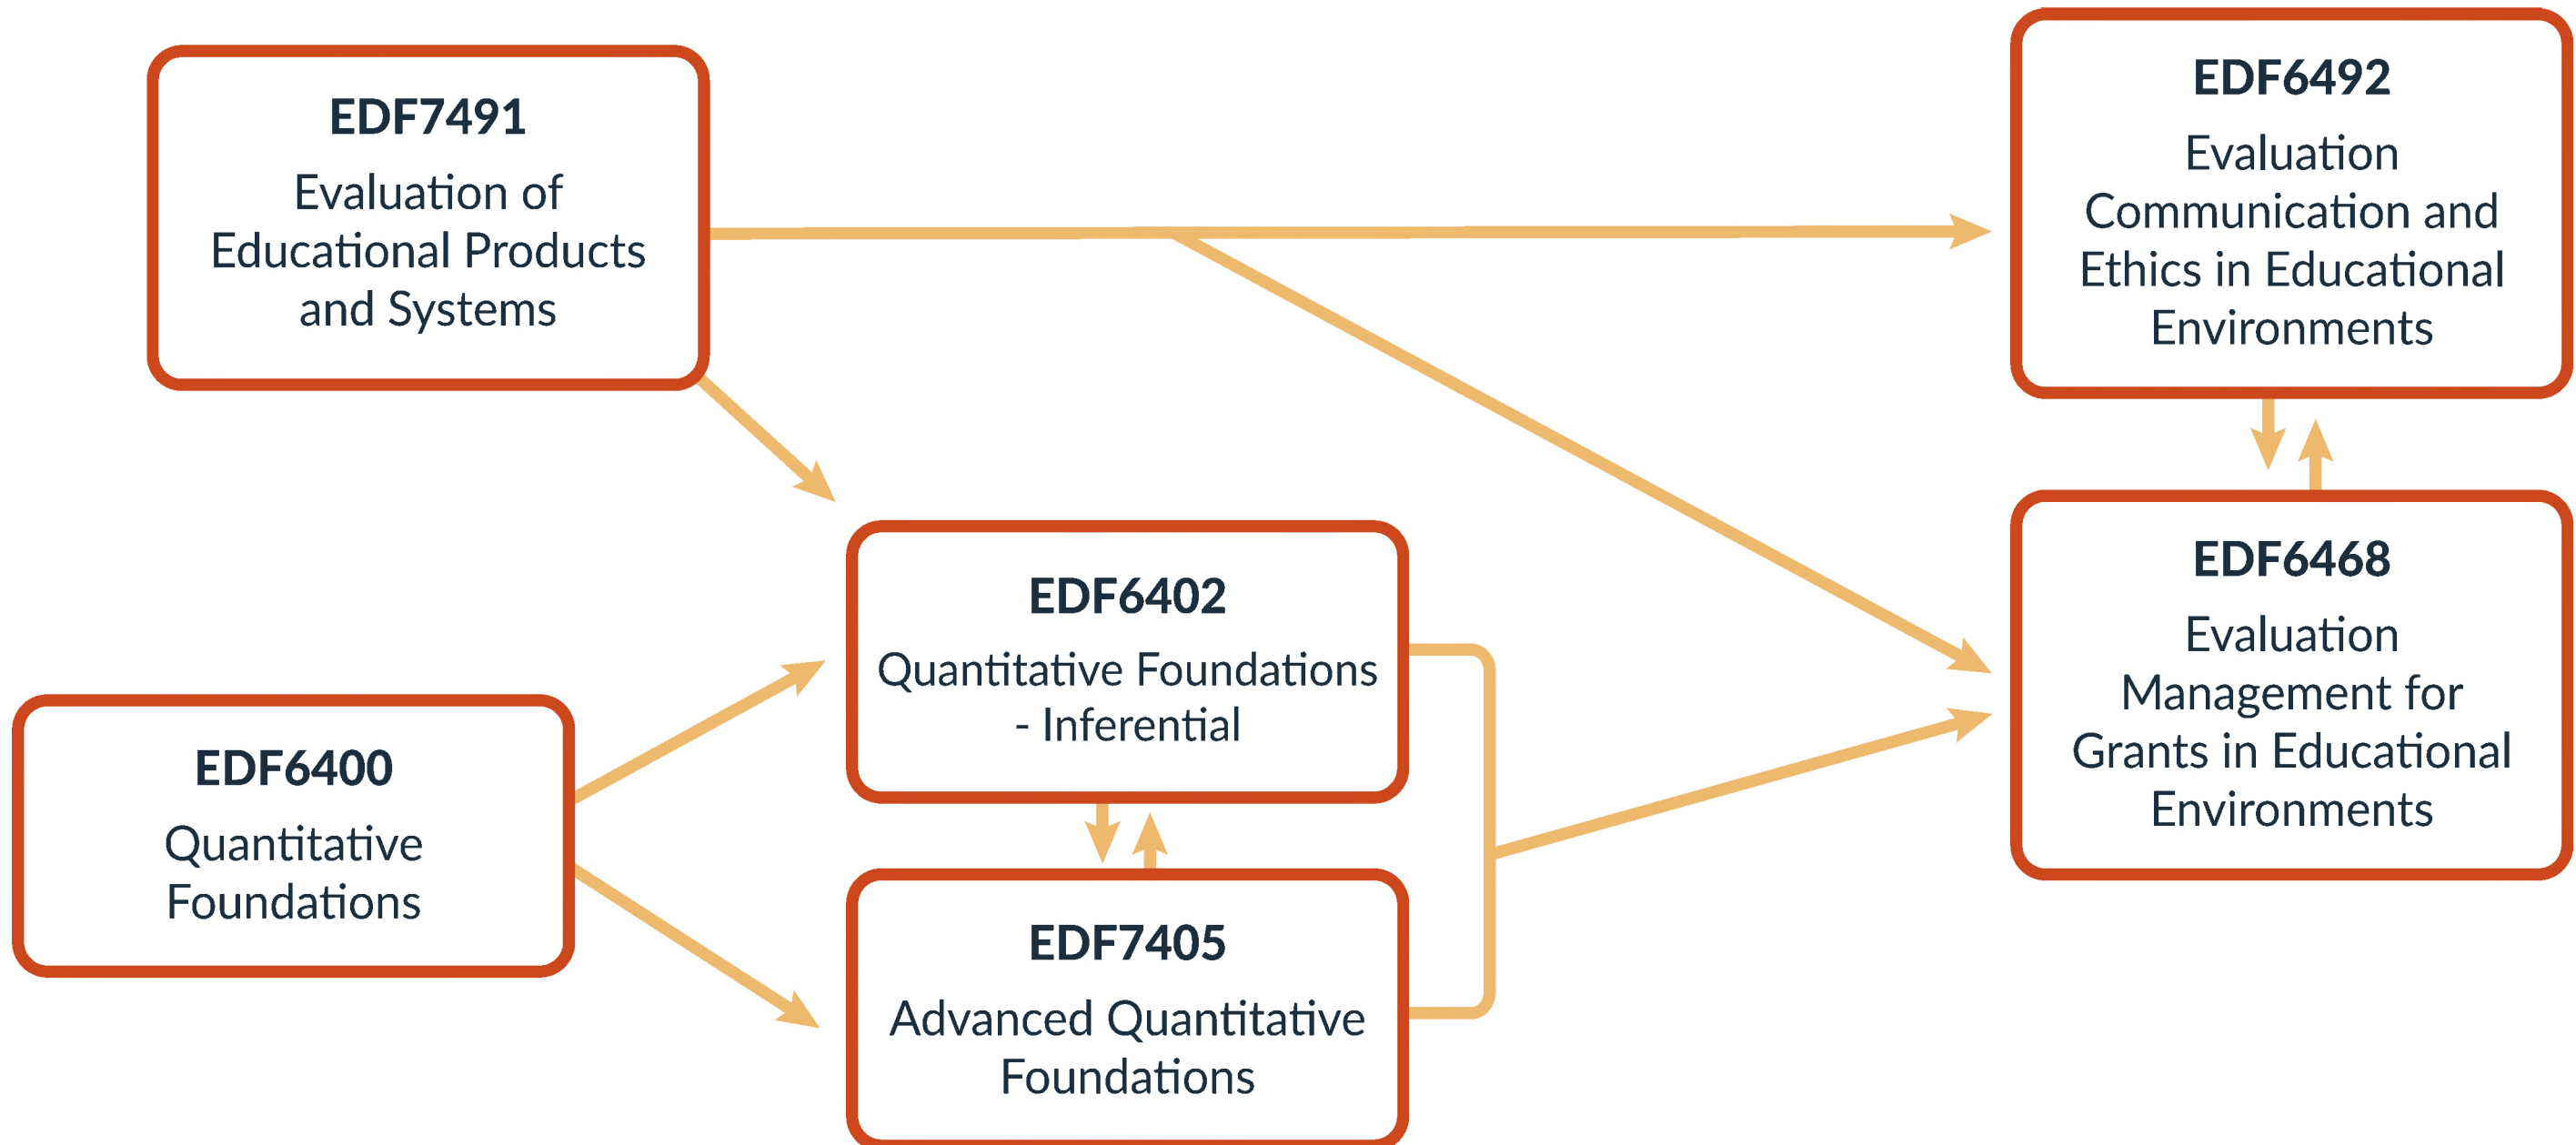 EDF7491
Evaluation of
Educational Products
and Systems
EDF6492
Evaluation
Communication and
Ethics in Educational
Environments
EDF6402
Quantitative Foundations
- Inferential
EDF6468
Evaluation
Management for
Grants in Educational
Environments
EDF6400
Quantitative
Foundations
EDF7405
Advanced Quantitative
Foundations